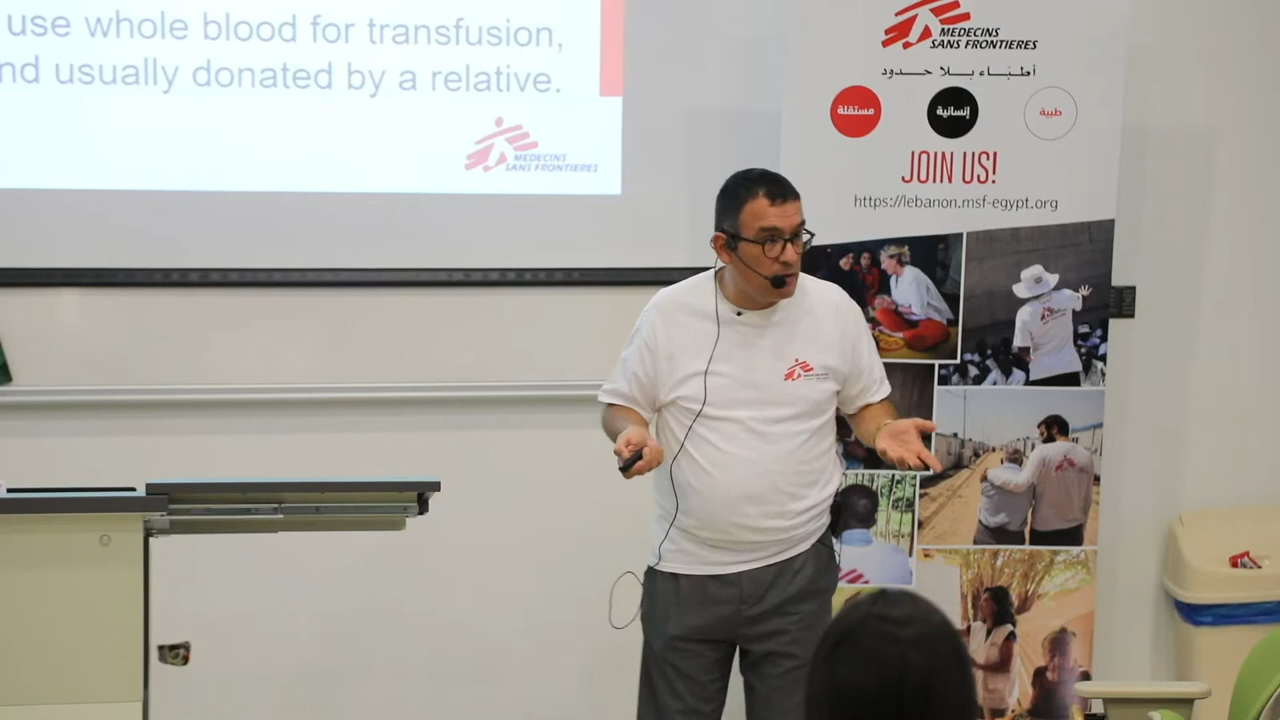 use whole blood for transfusion,
nd usually donated by a relative.
MEDECINS
SANS FRONTIERES
MEDECINS
SANS FRONTIERES
أطباء بلا حدود
مستقلة
إنسانية
طبية
JOIN US!
https://lebanon.msf-egypt.org